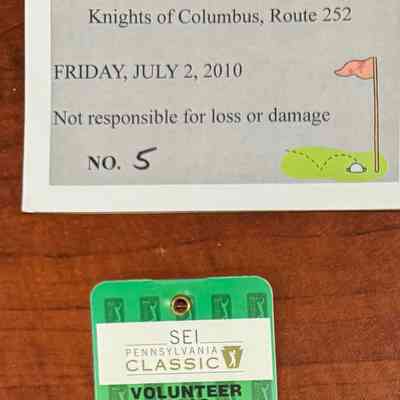 Knights of Columbus, Route 252
FRIDAY, JULY 2, 2010
Not responsible for loss or damage
NO. 5
SEI
PENNSYLVANIA
CLASSIC
VOLUNTEER